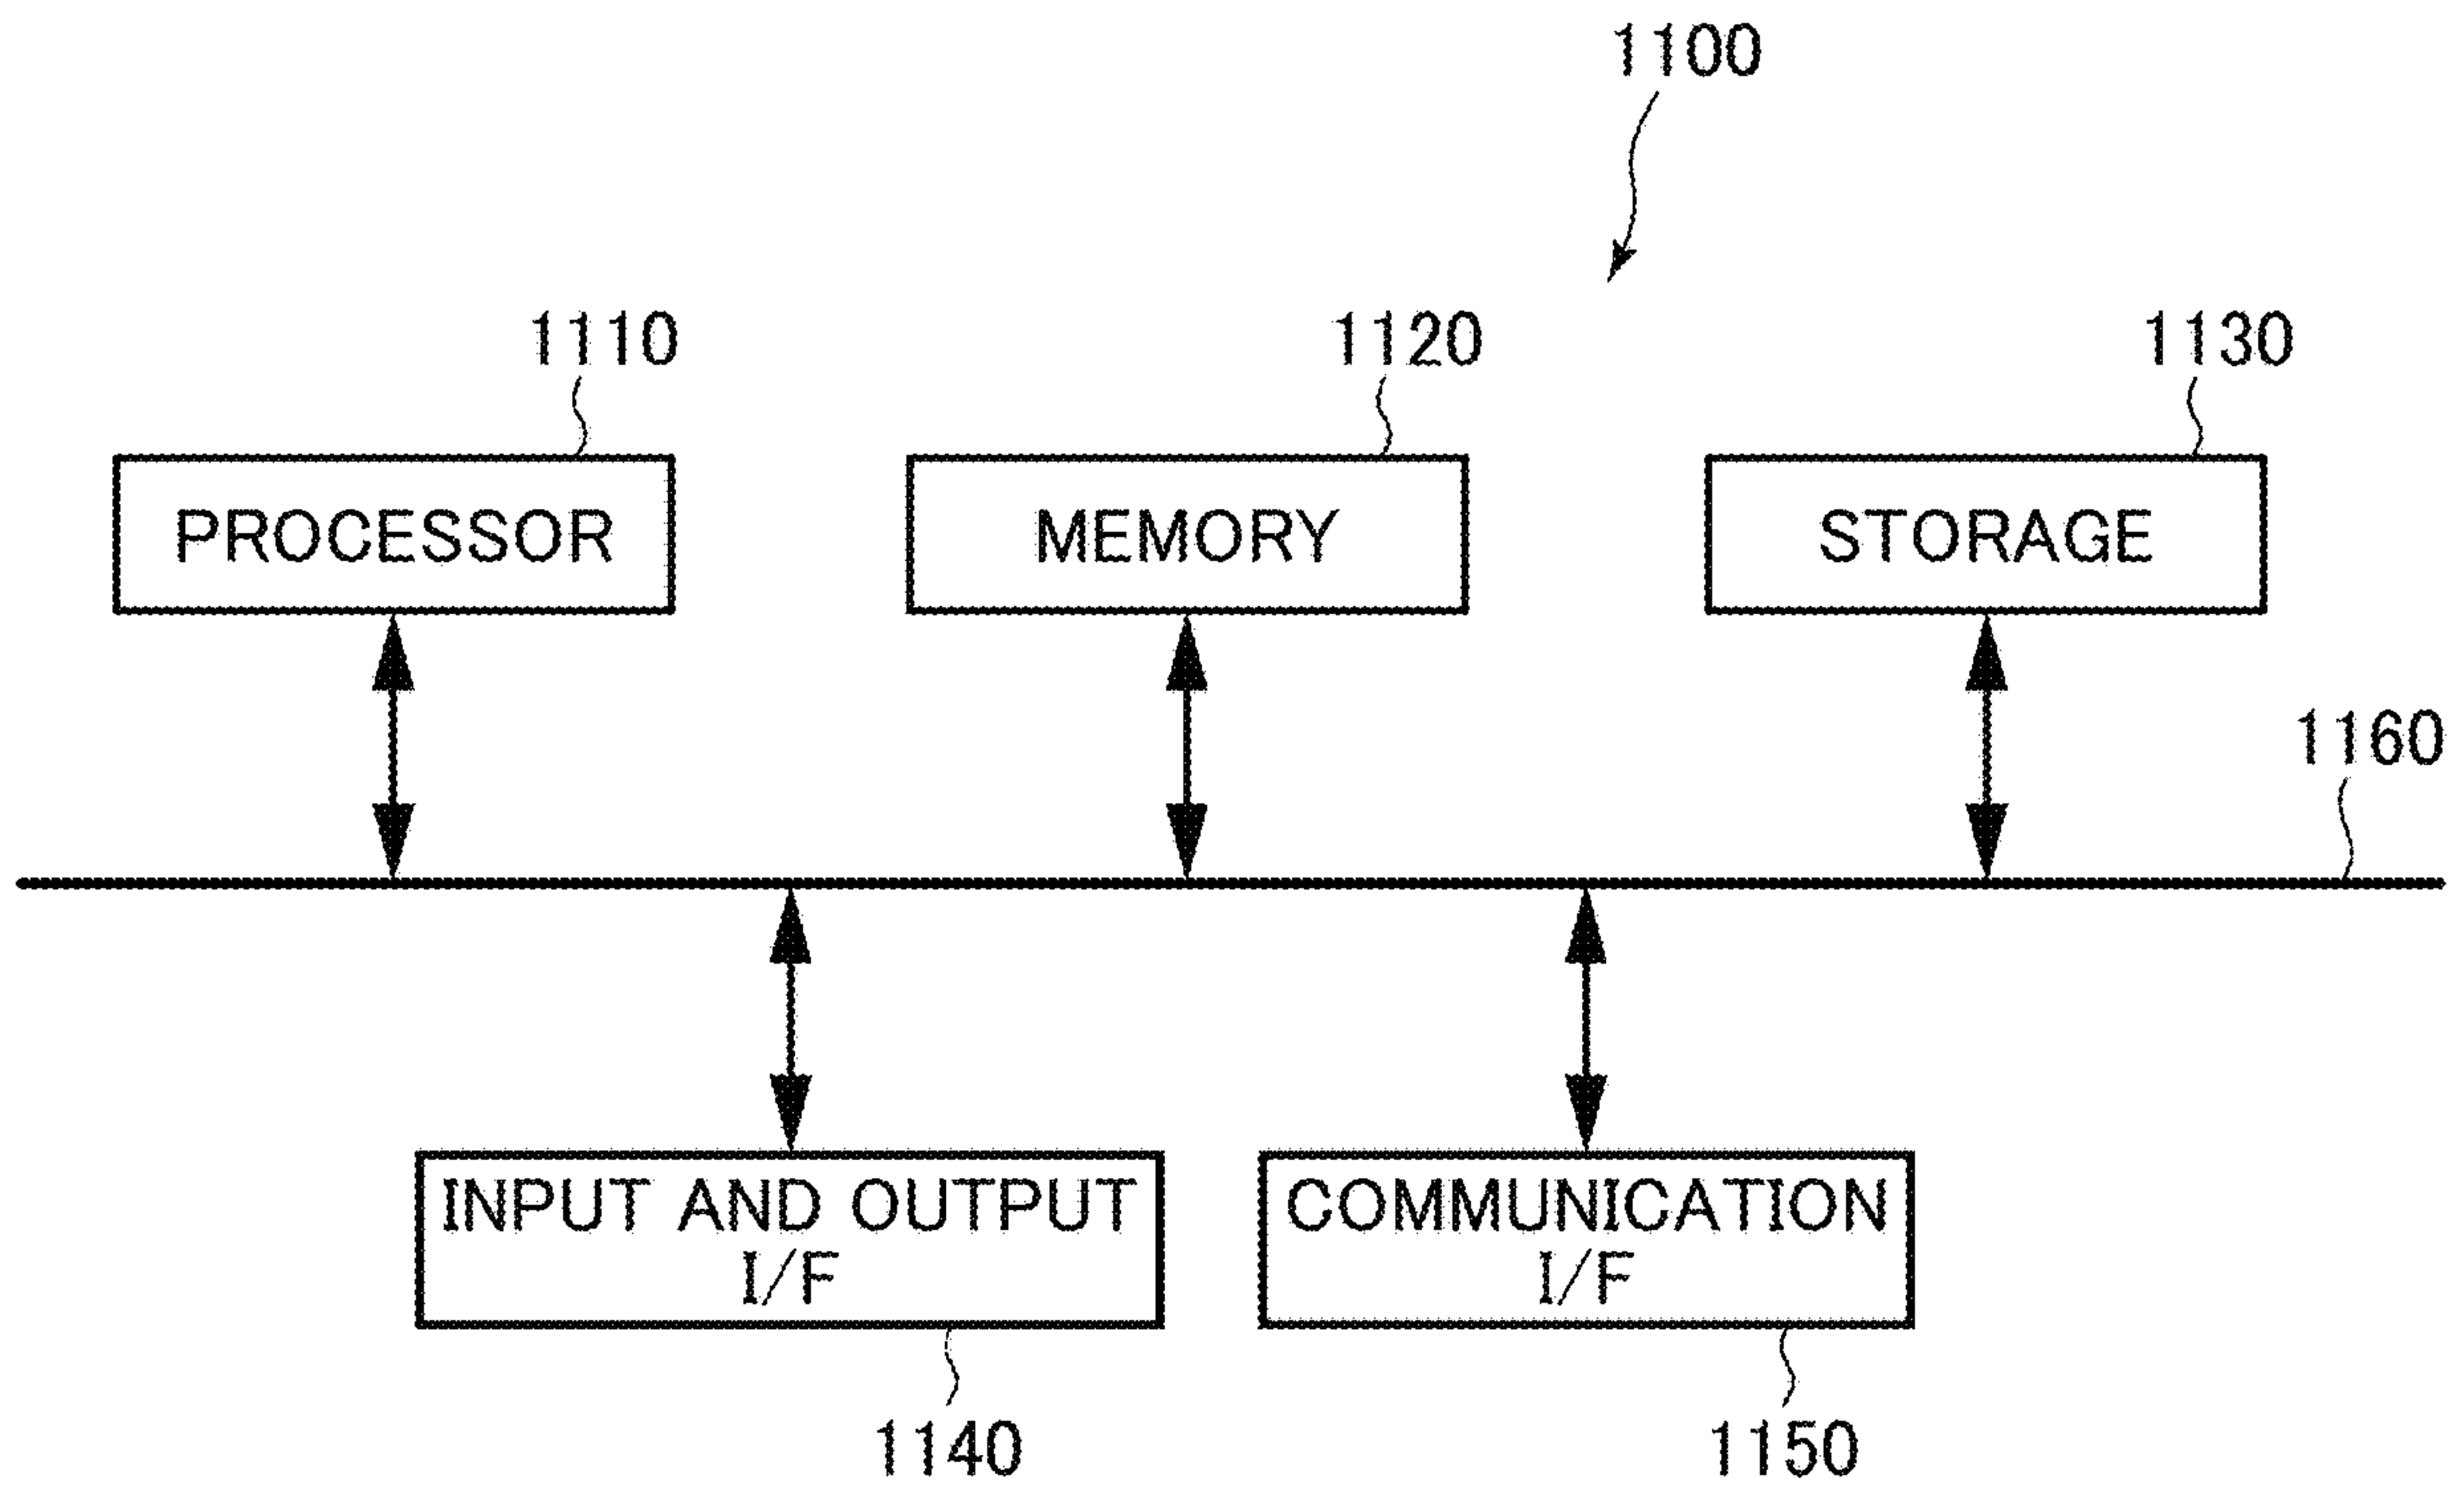 1100
1110
1120
1130
PROCESSOR
MEMORY
STORAGE
1160
INPUT AND OUTPUT
I/F
COMMUNICATION
I/F
1140
1150